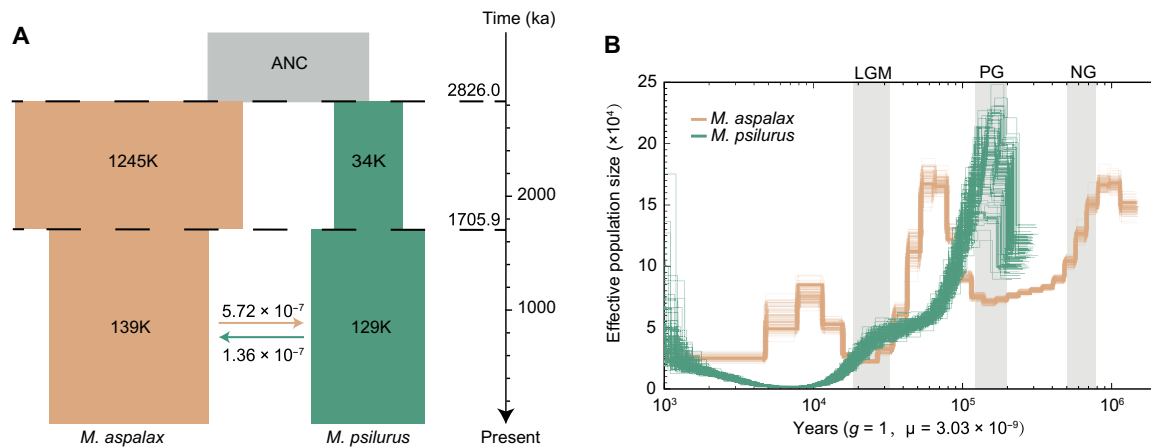 A
Time (ka)
ANC
2826.0
1245K
34K
2000
1705.9
1000
5.72 × 10⁻⁷
139K
129K
1.36 × 10⁻⁷
M. aspalax
M. psilurus
Present
B
LGM
PG
NG
25
20
15
10
5
0
Effective population size (×10⁴)
M. aspalax
M. psilurus
10³
10⁴
10⁵
10⁶
Years (g = 1, μ = 3.03 × 10⁻⁹)